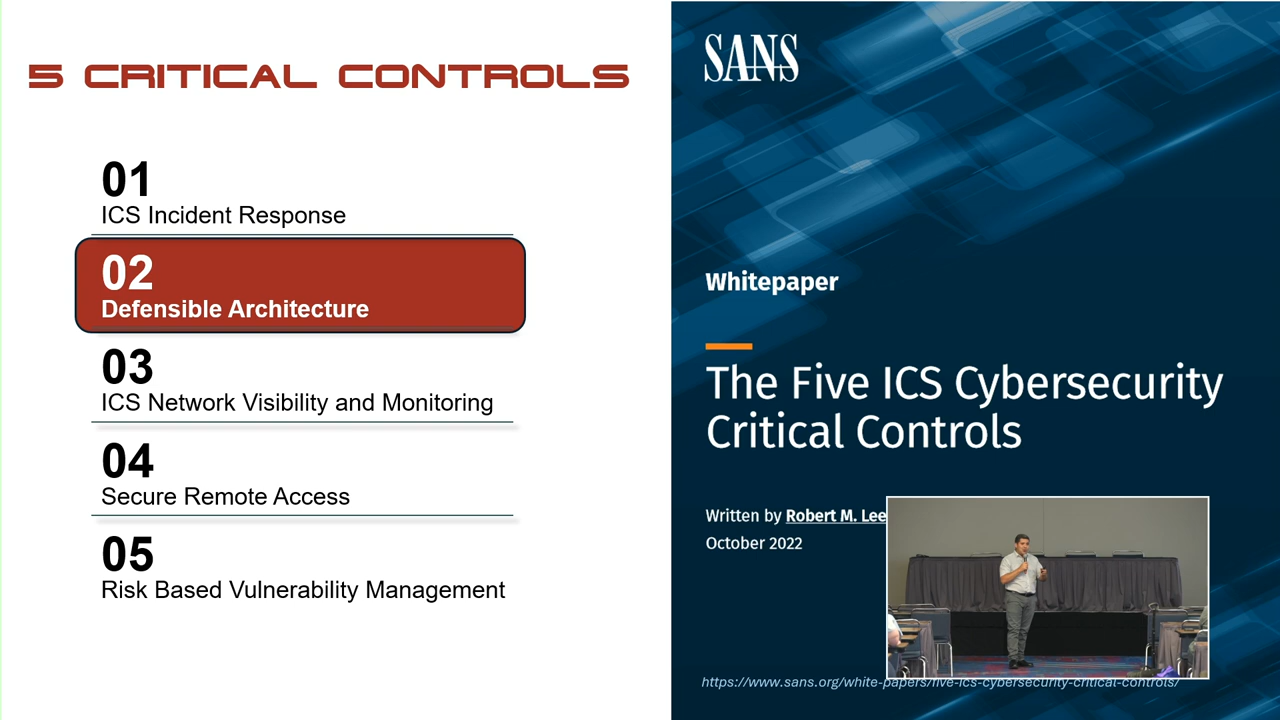 5 CRITICAL CONTROLS
01
ICS Incident Response
02
Defensible Architecture
03
ICS Network Visibility and Monitoring
04
Secure Remote Access
05
Risk Based Vulnerability Management
SANS
Whitepaper
The Five ICS Cybersecurity
Critical Controls
Written by Robert M. Lee
October 2022
https://www.sans.org/white-papers/five-ics-cybersecurity-critical-controls/